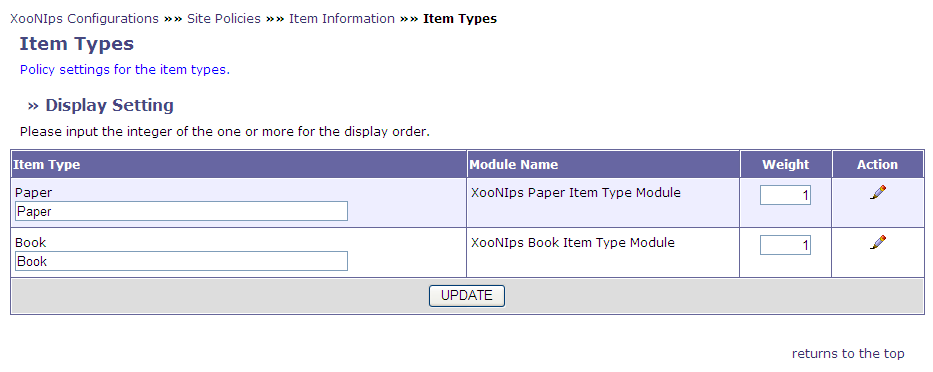 XooNIps Configurations »» Site Policies »» Item Information »» Item Types
Item Types
Policy settings for the item types.
» Display Setting
Please input the integer of the one or more for the display order.
Item Type Module Name Weight Action
Paper XooNIps Paper Item Type Module 1
Paper
Book XooNIps Book Item Type Module 1
Book
UPDATE
returns to the top